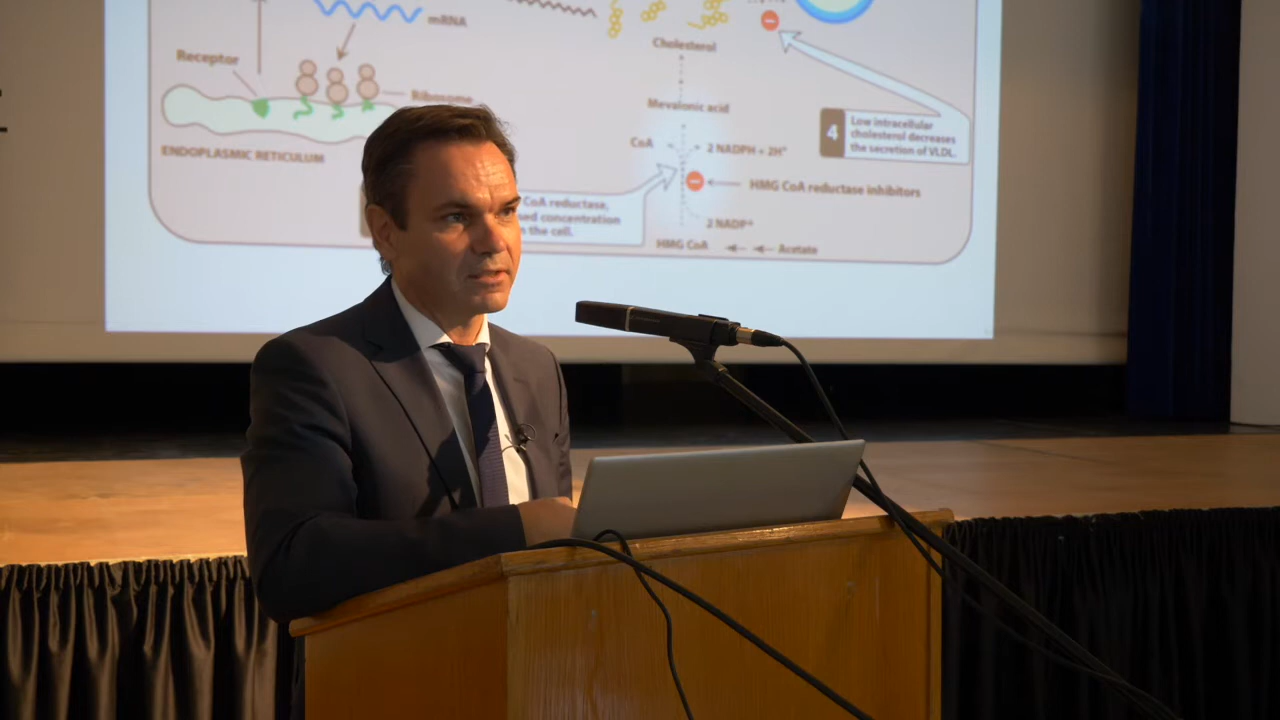 mRNA
Cholesterol
Receptor
Ribosome
Mevalonic acid
4
Low intracellular
cholesterol decreases
the secretion of VLDL.
CoA
2 NADPH + 2H⁺
ENDOPLASMIC RETICULUM
HMG CoA reductase inhibitors
CoA reductase,
sed concentration
n the cell.
2 NADP⁺
HMG CoA
Acetate